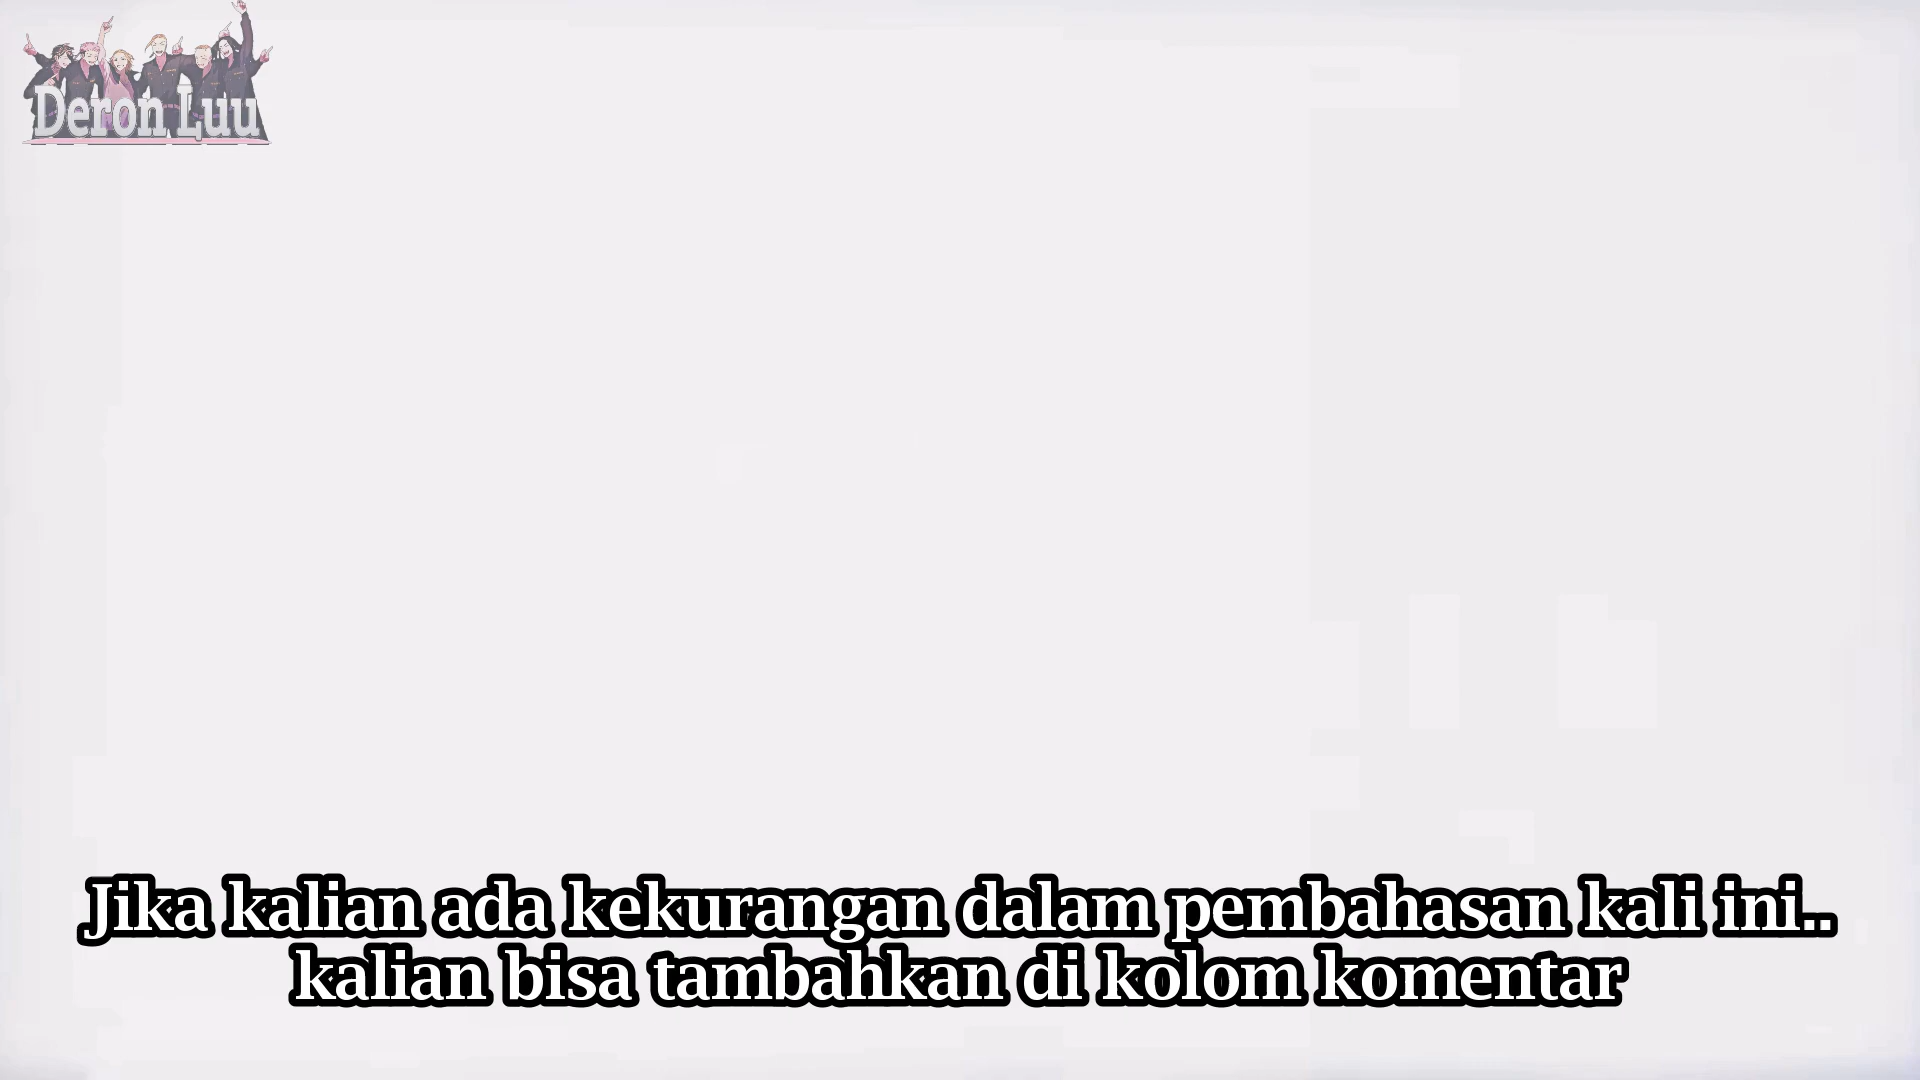 Deron Luu
Jika kalian ada kekurangan dalam pembahasan kali ini..
kalian bisa tambahkan di kolom komentar